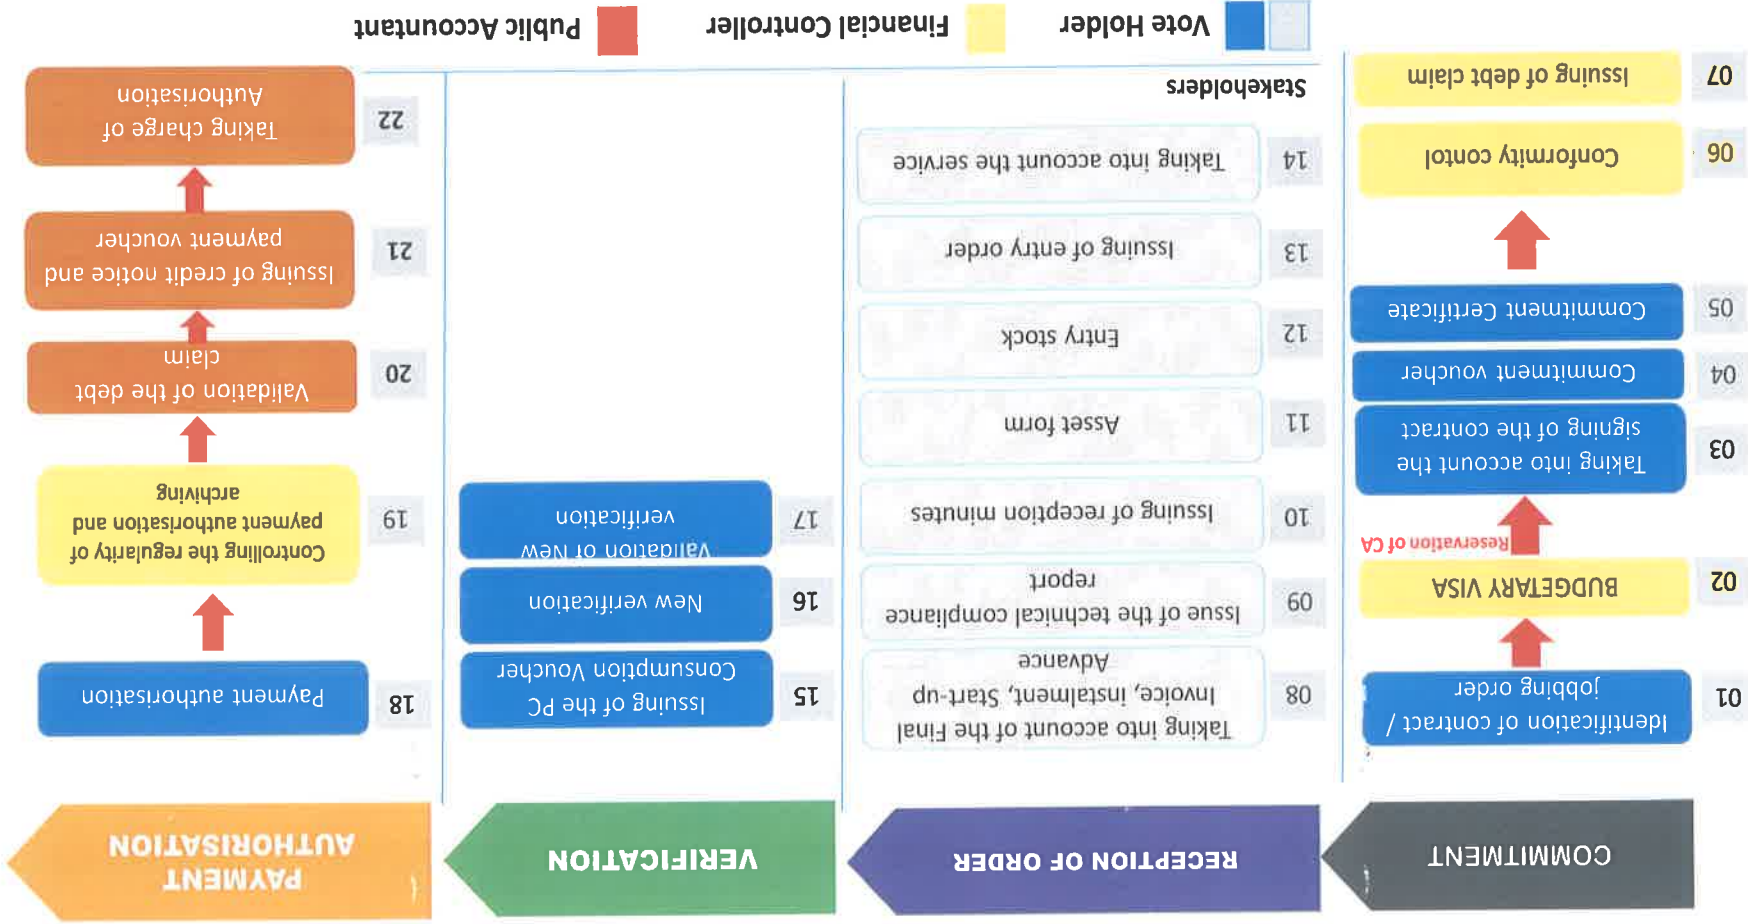 COMMITMENT
RECEPTION OF ORDER
VERIFICATION
PAYMENT
AUTHORISATION
01
Identification of contract /
jobbing order
02
BUDGETARY VISA
Reservation of CA
03
Taking into account the
signing of the contract
04
Commitment voucher
05
Commitment Certificate
06
Conformity contol
07
Issuing of debt claim
08
Taking into account of the Final
Invoice, instalment, Start-up
Advance
09
Issue of the technical compliance
report
10
Issuing of reception minutes
11
Asset form
12
Entry stock
13
Issuing of entry order
14
Taking into account the service
15
Issuing of the PC
Consumption Voucher
16
New verification
17
Validation of New
verification
18
Payment authorisation
19
Controlling the regularity of
payment authorisation and
archiving
20
Validation of the debt
claim
21
Issuing of credit notice and
payment voucher
22
Taking charge of
Authorisation
Stakeholders
Vote Holder
Financial Controller
Public Accountant